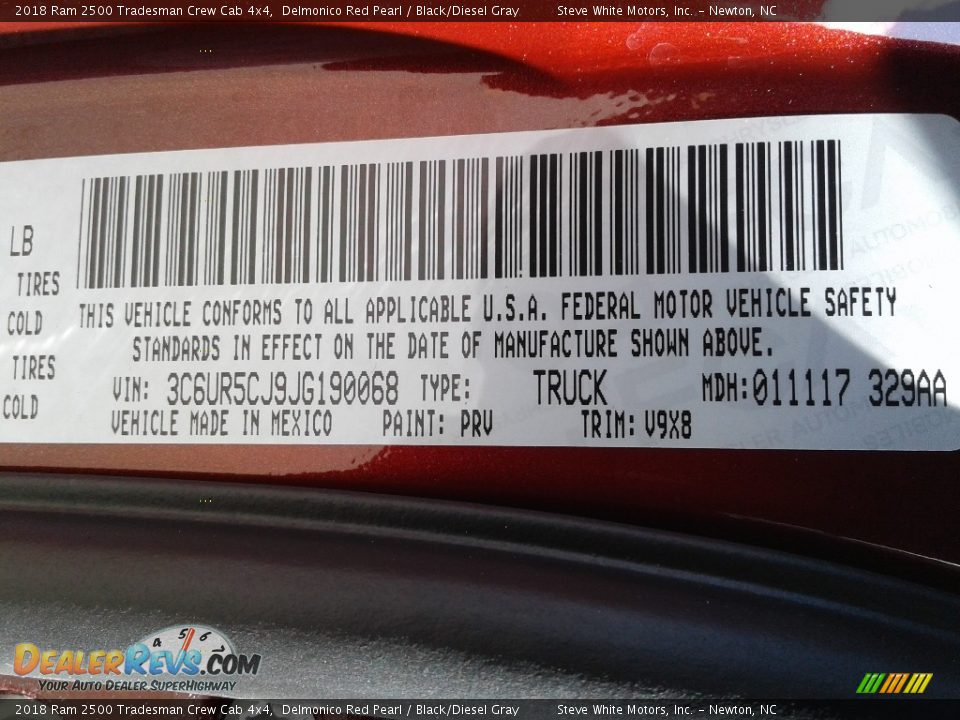 2018 Ram 2500 Tradesman Crew Cab 4x4, Delmonico Red Pearl / Black/Diesel Gray Steve White Motors, Inc. - Newton, NC
LB
TIRES
COLD
TIRES
COLD
THIS VEHICLE CONFORMS TO ALL APPLICABLE U.S.A. FEDERAL MOTOR VEHICLE SAFETY
STANDARDS IN EFFECT ON THE DATE OF MANUFACTURE SHOWN ABOVE.
VIN: 3C6UR5CJ9JG190068 TYPE: TRUCK MDH:011117 329AA
VEHICLE MADE IN MEXICO PAINT: PRV TRIM: V9X8
DEALERREVS.COM
YOUR AUTO DEALER SUPERHIGHWAY
2018 Ram 2500 Tradesman Crew Cab 4x4, Delmonico Red Pearl / Black/Diesel Gray Steve White Motors, Inc. - Newton, NC